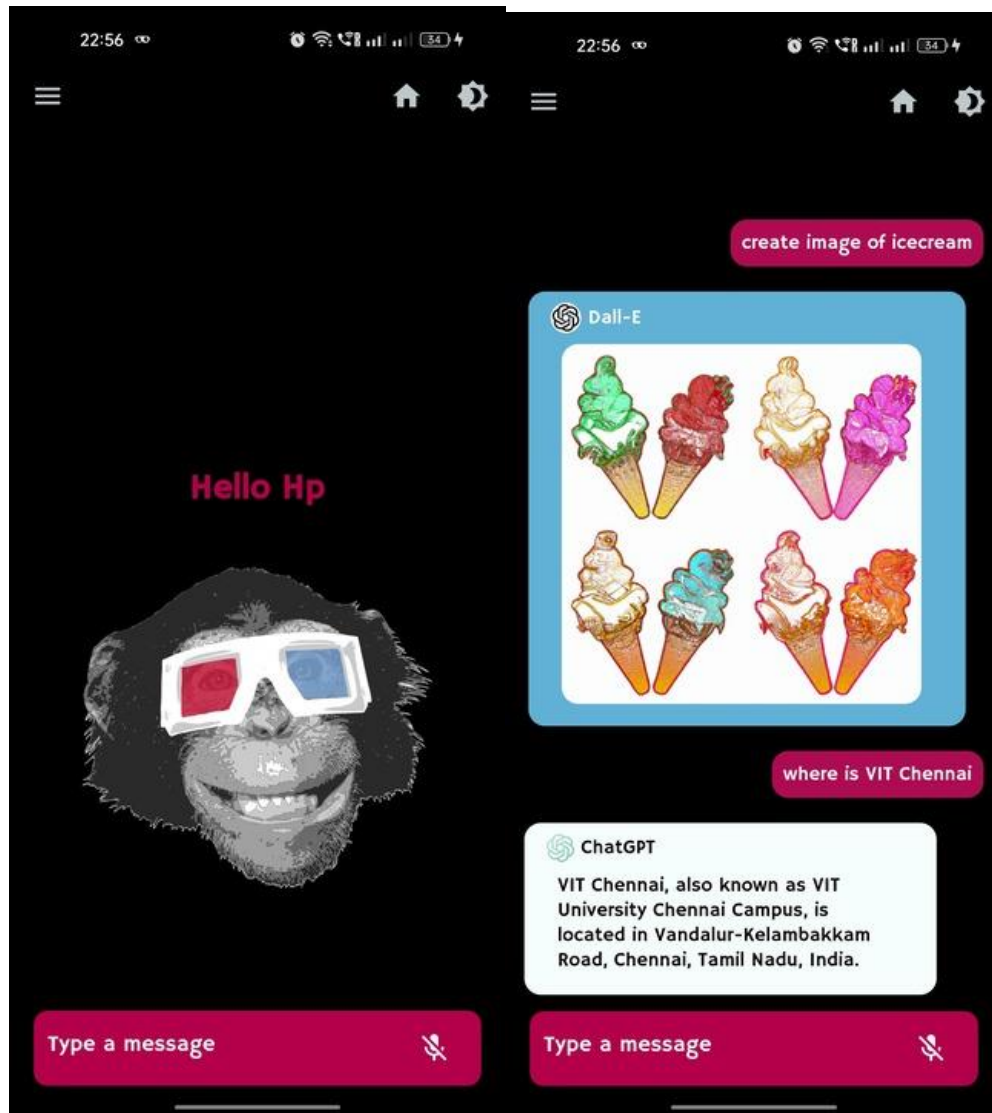 22:56
34
Hello Hp
Type a message
22:56
34
create image of icecream
Dall-E
where is VIT Chennai
ChatGPT
VIT Chennai, also known as VIT
University Chennai Campus, is
located in Vandalur-Kelambakkam
Road, Chennai, Tamil Nadu, India.
Type a message